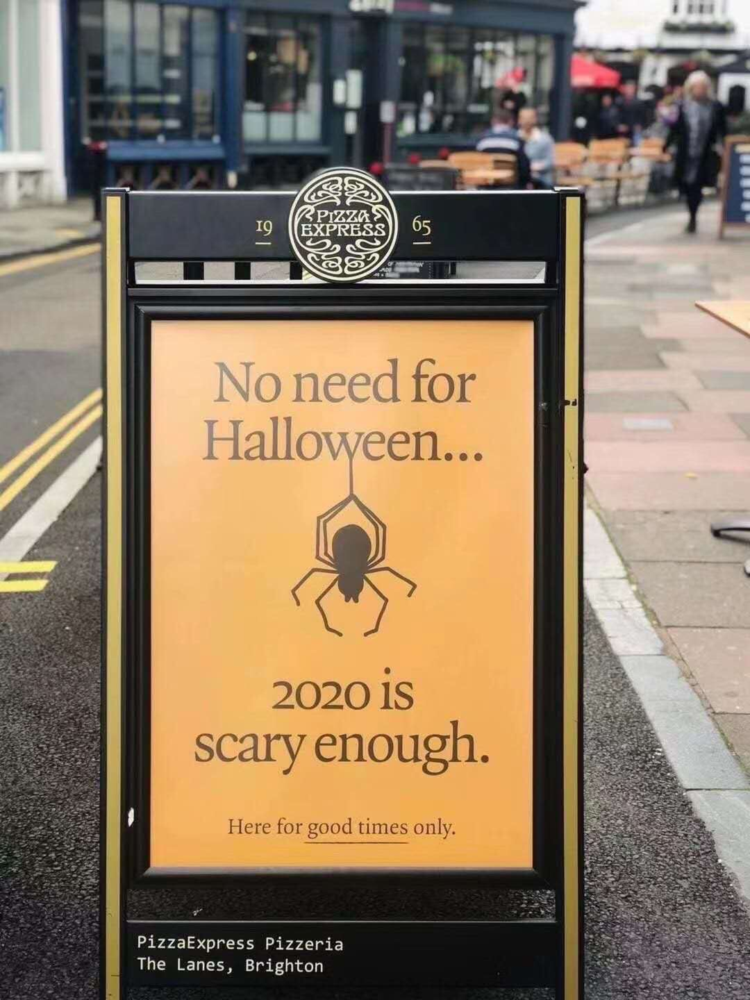 19
PIZZA
EXPRESS
65
No need for
Halloween...
2020 is
scary enough.
Here for good times only.
PizzaExpress Pizzeria
The Lanes, Brighton